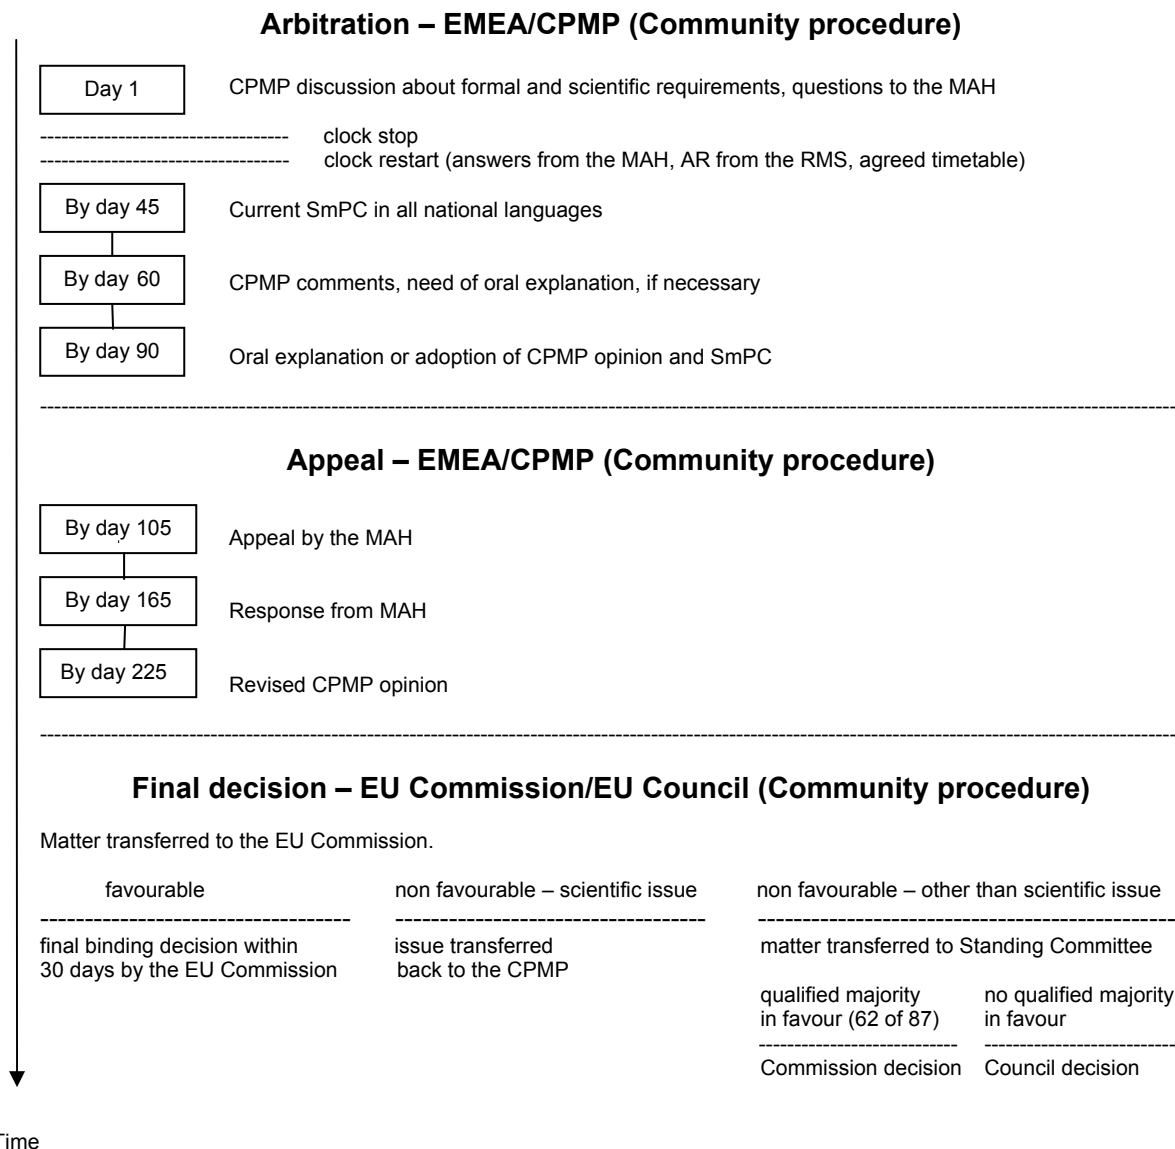 Arbitration – EMEA/CPMP (Community procedure)
Day 1
CPMP discussion about formal and scientific requirements, questions to the MAH
clock stop
clock restart (answers from the MAH, AR from the RMS, agreed timetable)
By day 45
Current SmPC in all national languages
By day 60
CPMP comments, need of oral explanation, if necessary
By day 90
Oral explanation or adoption of CPMP opinion and SmPC
Appeal – EMEA/CPMP (Community procedure)
By day 105
Appeal by the MAH
By day 165
Response from MAH
By day 225
Revised CPMP opinion
Final decision – EU Commission/EU Council (Community procedure)
Matter transferred to the EU Commission.
favourable
final binding decision within
30 days by the EU Commission
non favourable – scientific issue
issue transferred
back to the CPMP
non favourable – other than scientific issue
matter transferred to Standing Committee
qualified majority
in favour (62 of 87)
Commission decision
no qualified majority
in favour
Council decision
Time